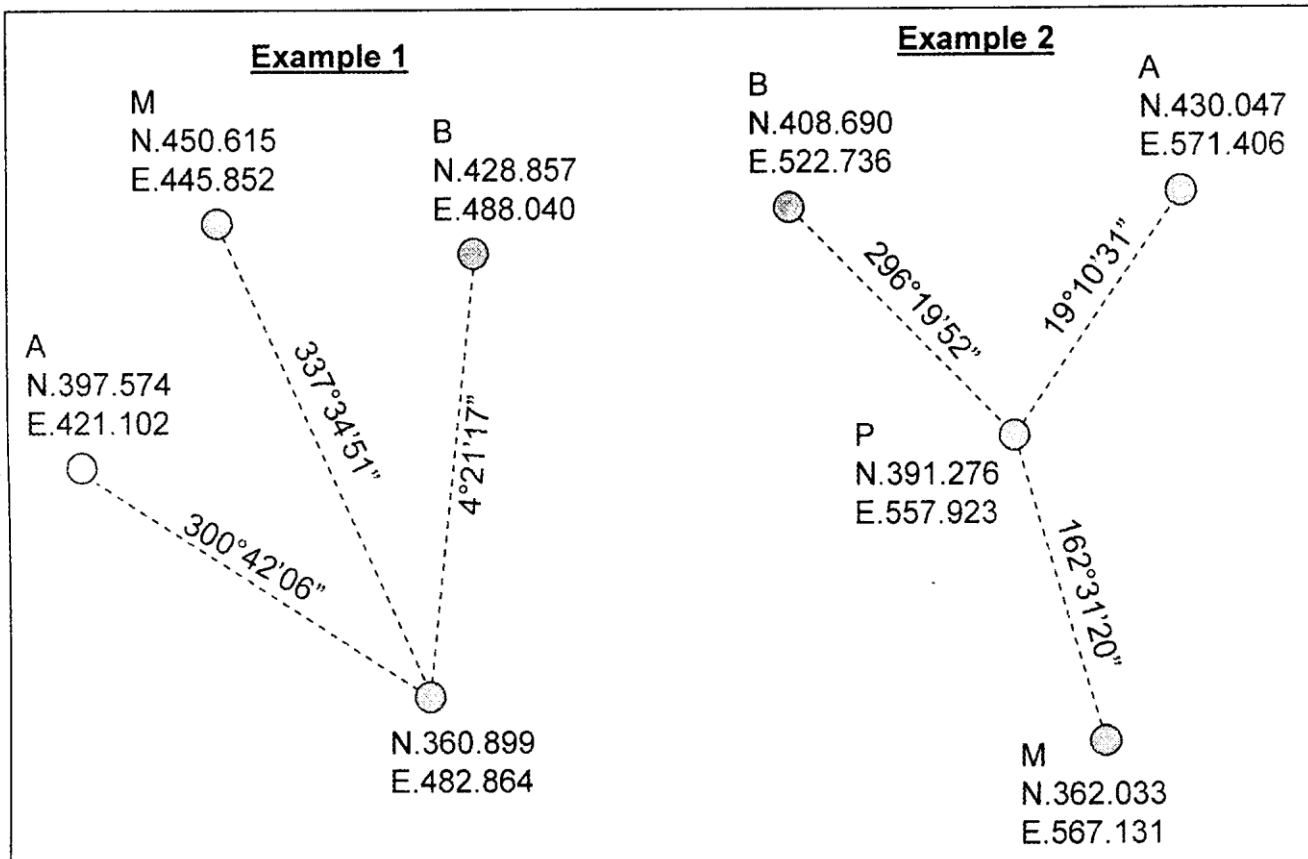 Example 1
M
N.450.615
E.445.852
B
N.428.857
E.488.040
A
N.397.574
E.421.102
337°34'51"
4°21'17"
300°42'06"
N.360.899
E.482.864
Example 2
B
N.408.690
E.522.736
A
N.430.047
E.571.406
296°19'52"
19°10'31"
P
N.391.276
E.557.923
162°31'20"
M
N.362.033
E.567.131